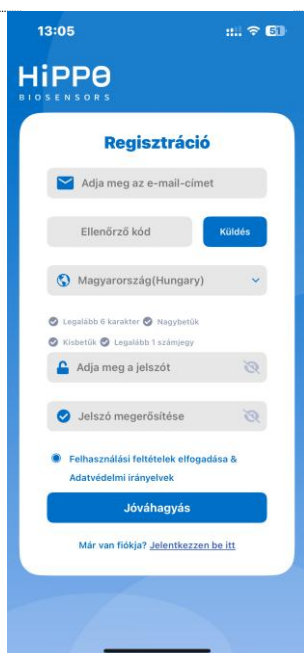 13:05
51
HiPPO
BIOSENSORS
Regisztráció
Adja meg az e-mail-címet
Ellenőrző kód
Küldés
Magyarország(Hungary)
Legalább 6 karakter Nagybetűk
Kisbetűk Legalább 1 számjegy
Adja meg a jelszót
Jelszó megerősítése
Felhasználási feltételek elfogadása &
Adatvédelmi irányelvek
Jóváhagyás
Már van fiókja? Jelentkezzen be itt